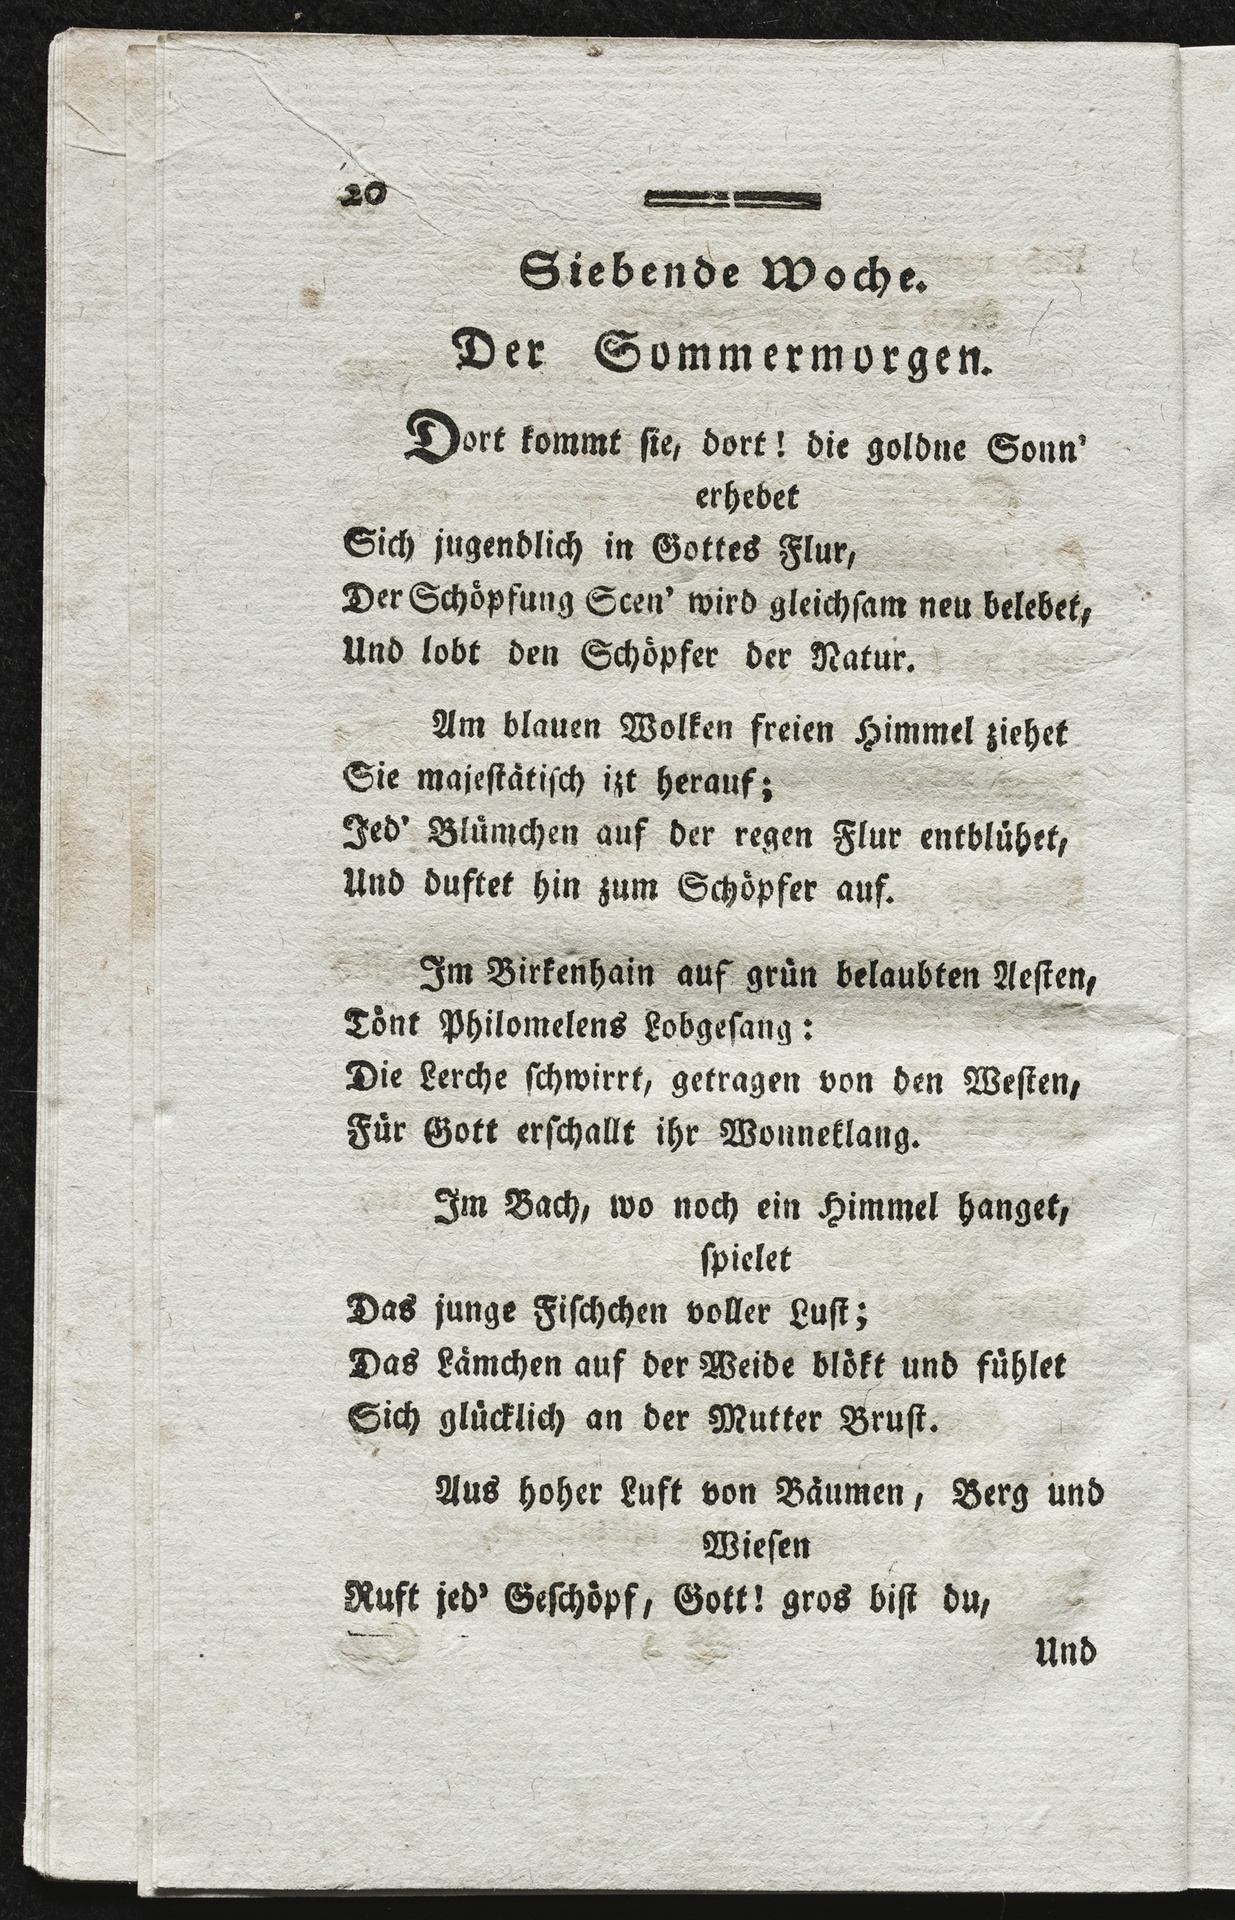 20
Siebende Woche.
Der Sommermorgen.
Dort kommt ſie, dort! die goldne Sonn'
erhebet
Sich jugendlich in Gottes Flur,
Der Schöpfung Scen' wird gleichſam neu belebet,
Und lobt den Schöpfer der Natur.
Am blauen Wolken freien Himmel ziehet
Sie majeſtätiſch izt herauf;
Jed' Blümchen auf der regen Flur entblühet,
Und duftet hin zum Schöpfer auf.
Im Birkenhain auf grün belaubten Aeſten,
Tönt Philomelens Lobgeſang:
Die Lerche ſchwirrt, getragen von den Weſten,
Für Gott erſchallt ihr Wonneklang.
Im Bach, wo noch ein Himmel hanget,
ſpielet
Das junge Fiſchchen voller Luſt;
Das Lämchen auf der Weide blökt und fühlet
Sich glücklich an der Mutter Bruſt.
Aus hoher Luft von Bäumen, Berg und
Wieſen
Ruft jed' Geſchöpf, Gott! gros biſt du,
Und